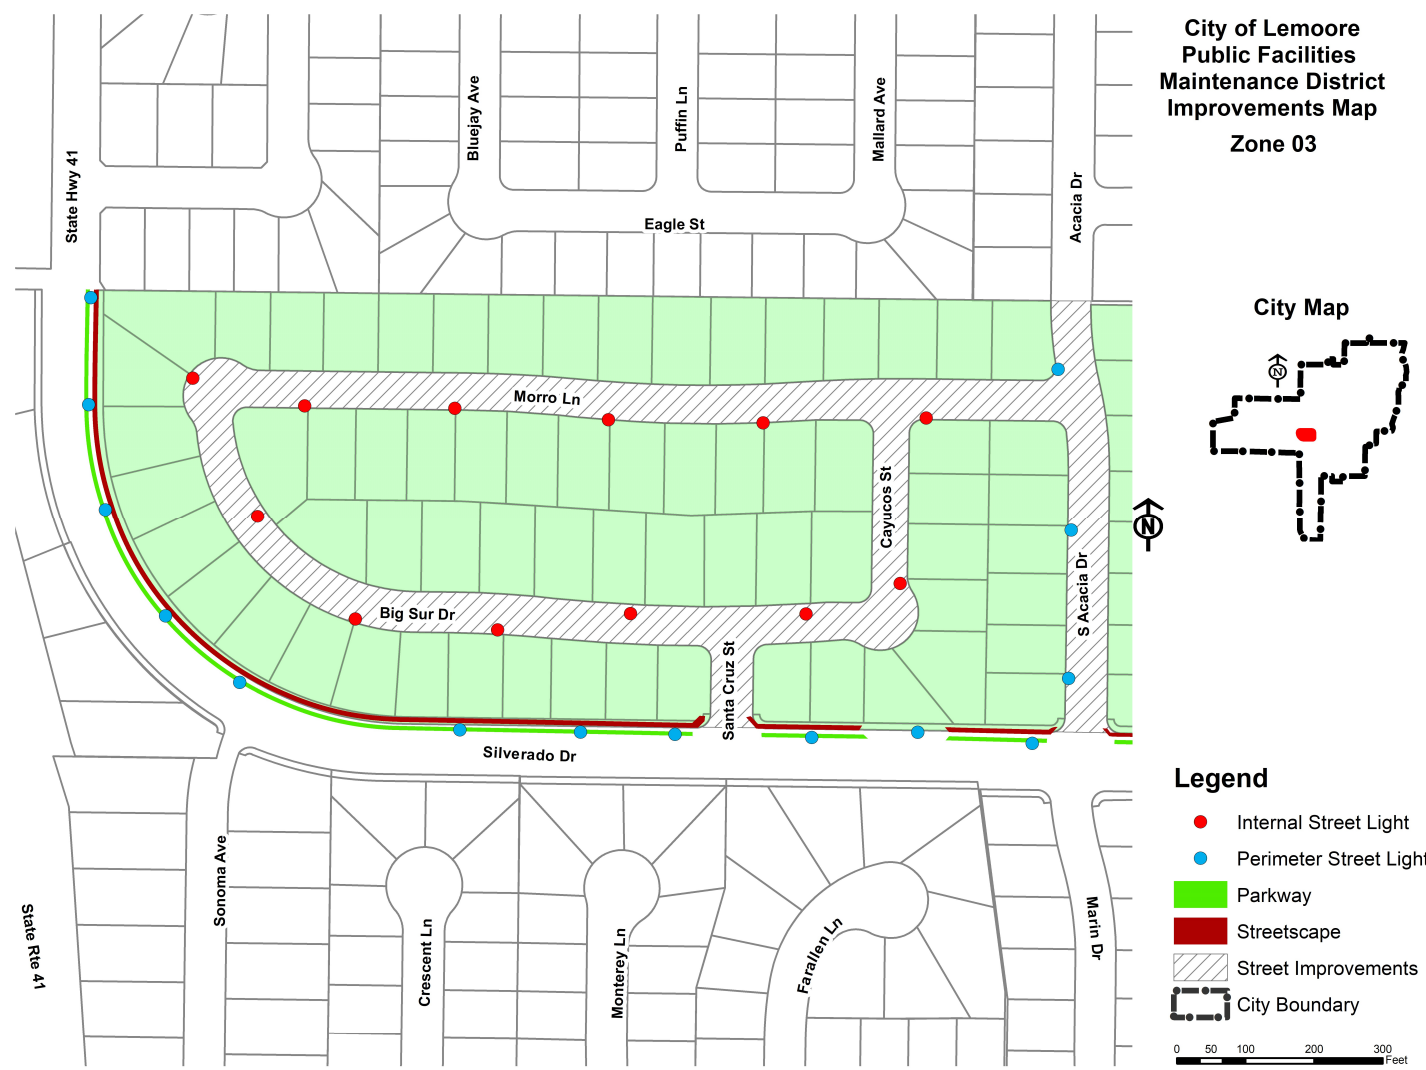 City of Lemoore
Public Facilities
Maintenance District
Improvements Map
Zone 03
State Hwy 41
Bluejay Ave
Puffin Ln
Mallard Ave
Acacia Dr
Eagle St
City Map
N
Morro Ln
Cayucos St
N
S Acacia Dr
Big Sur Dr
Santa Cruz St
Silverado Dr
Sonoma Ave
State Rte 41
Crescent Ln
Monterey Ln
Farallen Ln
Marin Dr
Legend
Internal Street Light
Perimeter Street Light
Parkway
Streetscape
Street Improvements
City Boundary
0 50 100 200 300
Feet